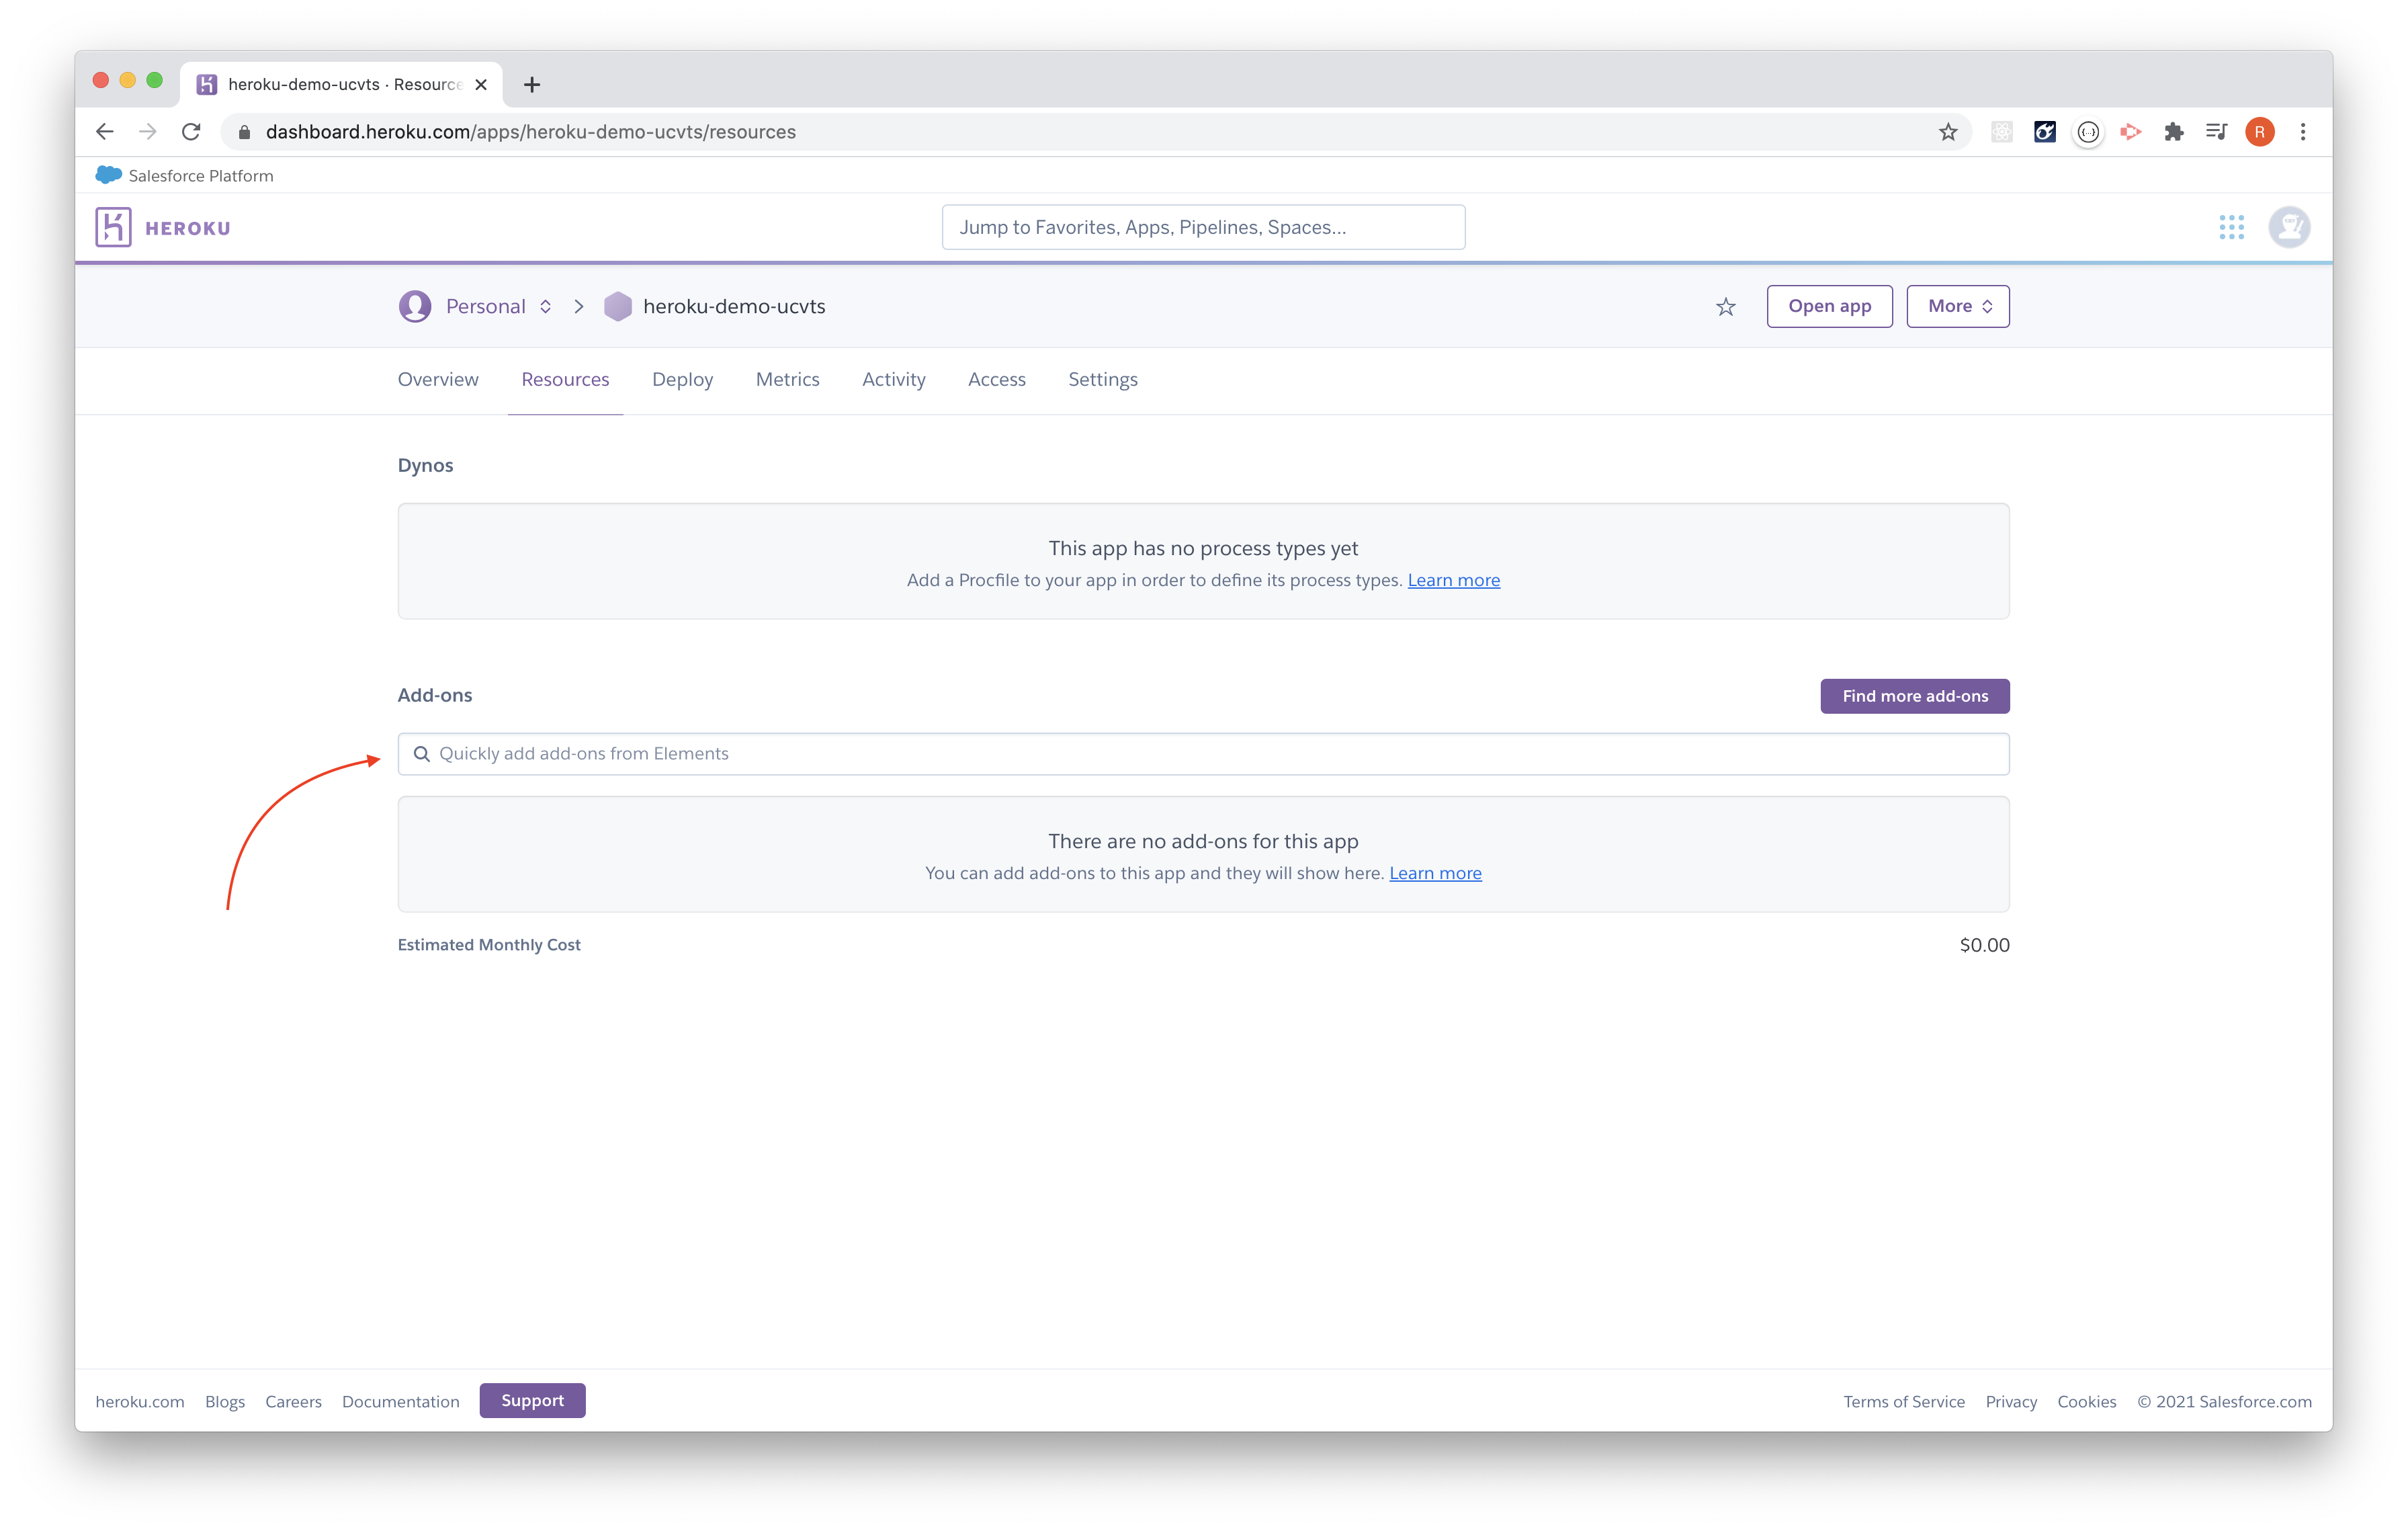 heroku-demo-ucvts · Resource
dashboard.heroku.com/apps/heroku-demo-ucvts/resources
R
Salesforce Platform
HEROKU
Jump to Favorites, Apps, Pipelines, Spaces...
Personal
heroku-demo-ucvts
Open app
More
Overview Resources Deploy Metrics Activity Access Settings
Dynos
This app has no process types yet
Add a Procfile to your app in order to define its process types. Learn more
Add-ons
Find more add-ons
Quickly add add-ons from Elements
There are no add-ons for this app
You can add add-ons to this app and they will show here. Learn more
Estimated Monthly Cost
$0.00
heroku.com Blogs Careers Documentation Support
Terms of Service Privacy Cookies © 2021 Salesforce.com